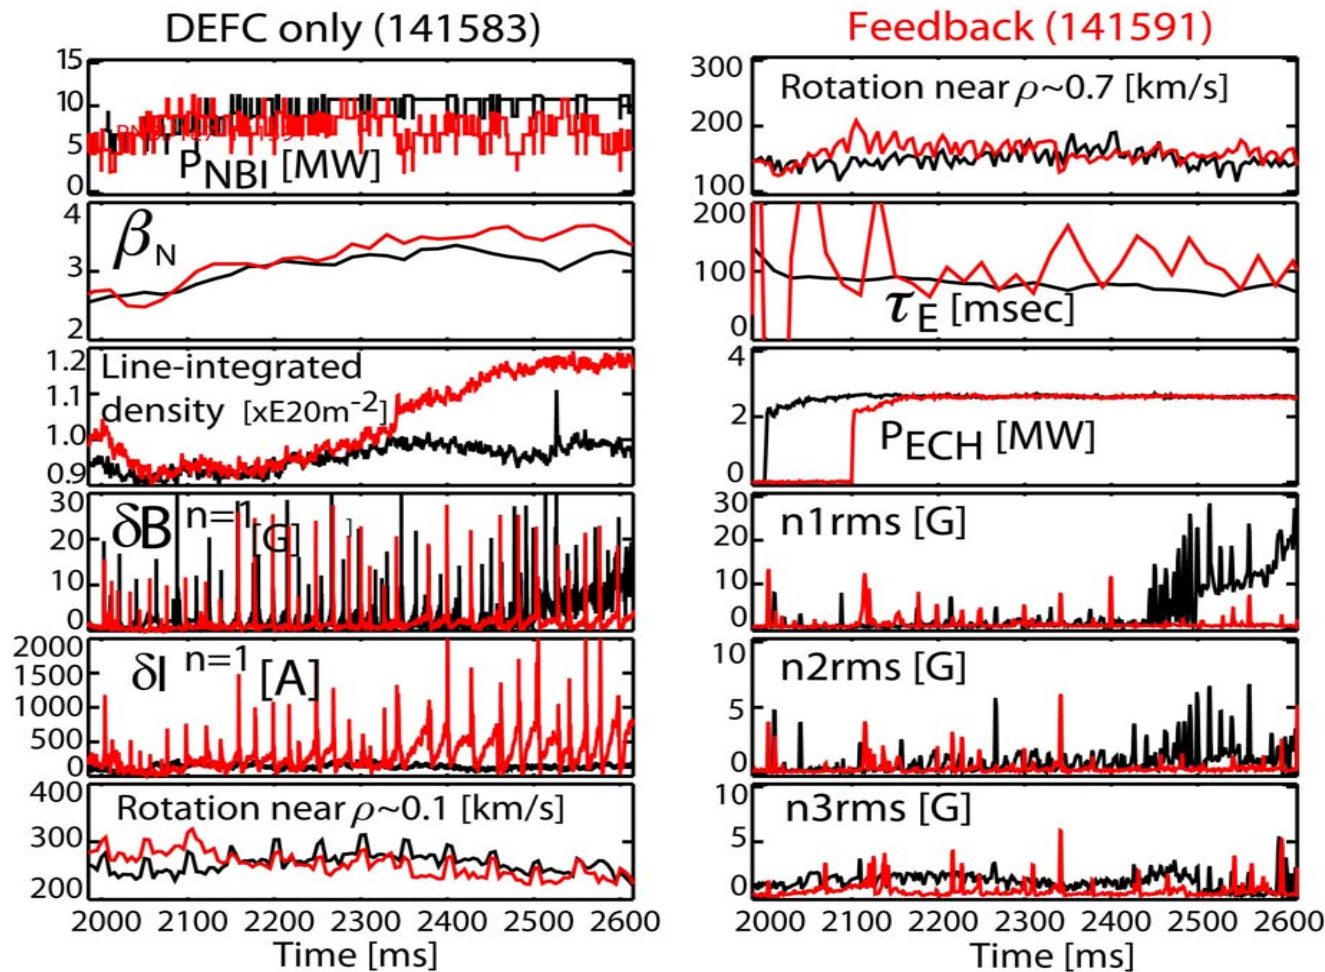 DEFC only (141583)
15
10
5
0
P_NBI [MW]
4
3
2
β_N
1.2
1.1
1.0
0.9
Line-integrated
density [xE20m^-2]
30
20
10
0
δB^n=1 [G]
]
2000
1500
1000
500
0
δI^n=1 [A]
400
300
200
Rotation near ρ~0.1 [km/s]
2000 2100 2200 2300 2400 2500 2600
Time [ms]
Feedback (141591)
300
200
100
Rotation near ρ~0.7 [km/s]
200
100
0
τ_E [msec]
4
2
0
P_ECH [MW]
30
20
10
0
n1rms [G]
10
5
0
n2rms [G]
10
5
0
n3rms [G]
2000 2100 2200 2300 2400 2500 2600
Time [ms]